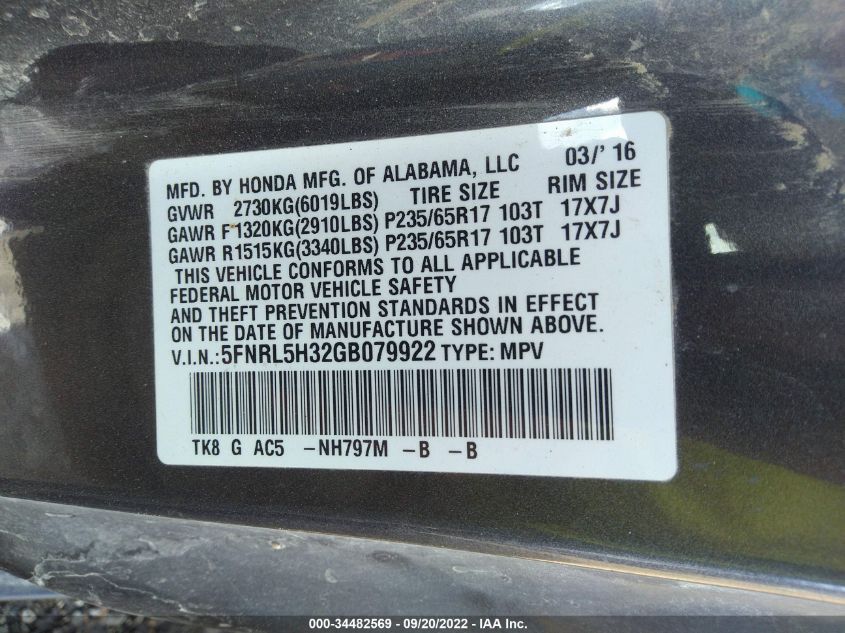 MFD. BY HONDA MFG. OF ALABAMA, LLC 03/' 16
GVWR 2730KG(6019LBS) TIRE SIZE RIM SIZE
GAWR F1320KG(2910LBS) P235/65R17 103T 17X7J
GAWR R1515KG(3340LBS) P235/65R17 103T 17X7J
THIS VEHICLE CONFORMS TO ALL APPLICABLE
FEDERAL MOTOR VEHICLE SAFETY
AND THEFT PREVENTION STANDARDS IN EFFECT
ON THE DATE OF MANUFACTURE SHOWN ABOVE.
V.I.N.:5FNRL5H32GB079922 TYPE: MPV
TK8 G AC5 -NH797M -B -B
000-34482569 - 09/20/2022 - IAA Inc.